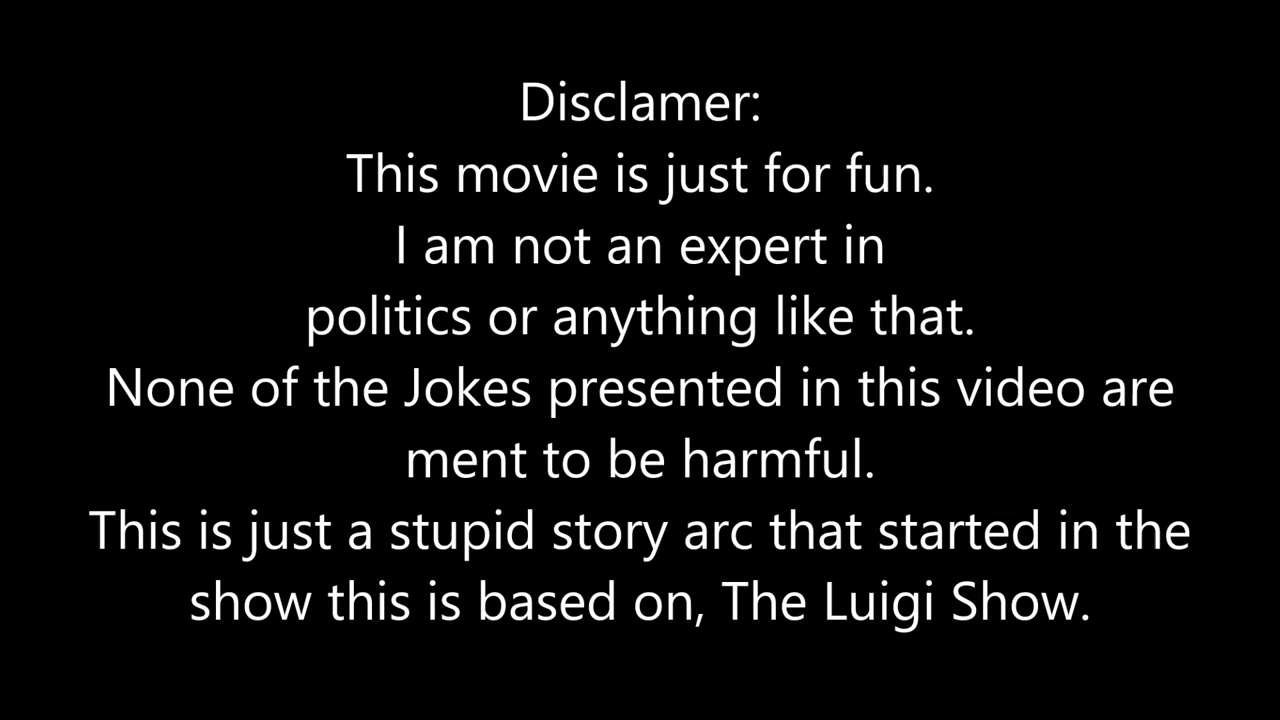 Disclamer:
This movie is just for fun.
I am not an expert in
politics or anything like that.
None of the Jokes presented in this video are
ment to be harmful.
This is just a stupid story arc that started in the
show this is based on, The Luigi Show.